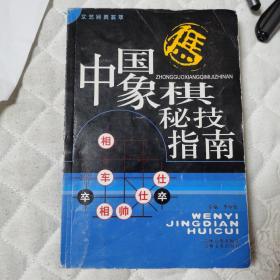 文艺经典荟萃
中国
象棋
ZHONGGUOXIANGQIMIJIZHINAN
秘技
指南
相
车
仕
卒
仕
卒
相
帅
WENYI
JINGDIAN
HUICUI